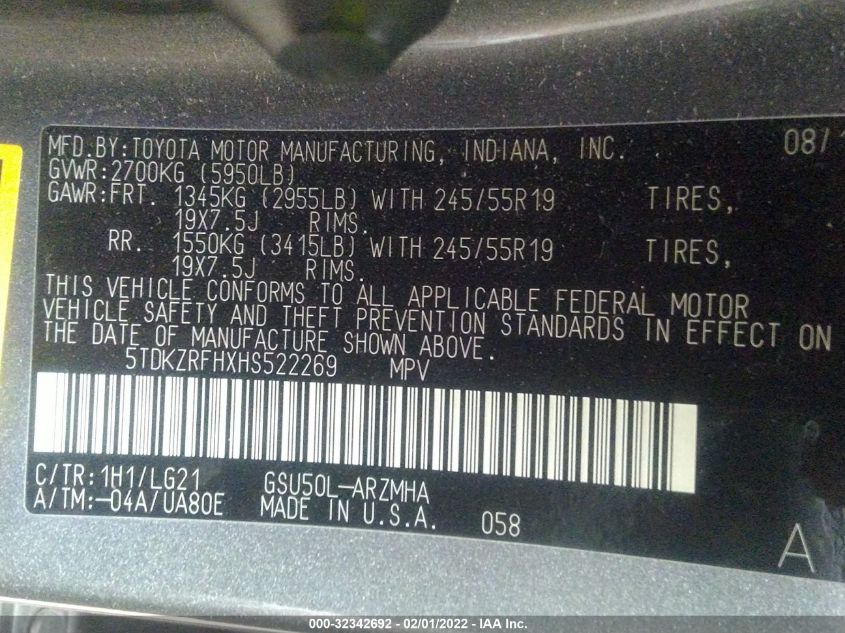 MFD.BY:TOYOTA MOTOR MANUFACTURING, INDIANA, INC. 08/
GVWR:2700KG (5950LB)
GAWR:FRT. 1345KG (2955LB) WITH 245/55R19 TIRES,
19X7.5J RIMS.
RR. 1550KG (3415LB) WITH 245/55R19 TIRES,
19X7.5J RIMS.
THIS VEHICLE CONFORMS TO ALL APPLICABLE FEDERAL MOTOR
VEHICLE SAFETY AND THEFT PREVENTION STANDARDS IN EFFECT ON
THE DATE OF MANUFACTURE SHOWN ABOVE.
5TDKZRFHXHS522269 MPV
C/TR:1H1/LG21 GSU50L-ARZMHA
A/TM:-04A/UA80E MADE IN U.S.A. 058
A
000-32342692 - 02/01/2022 - IAA Inc.